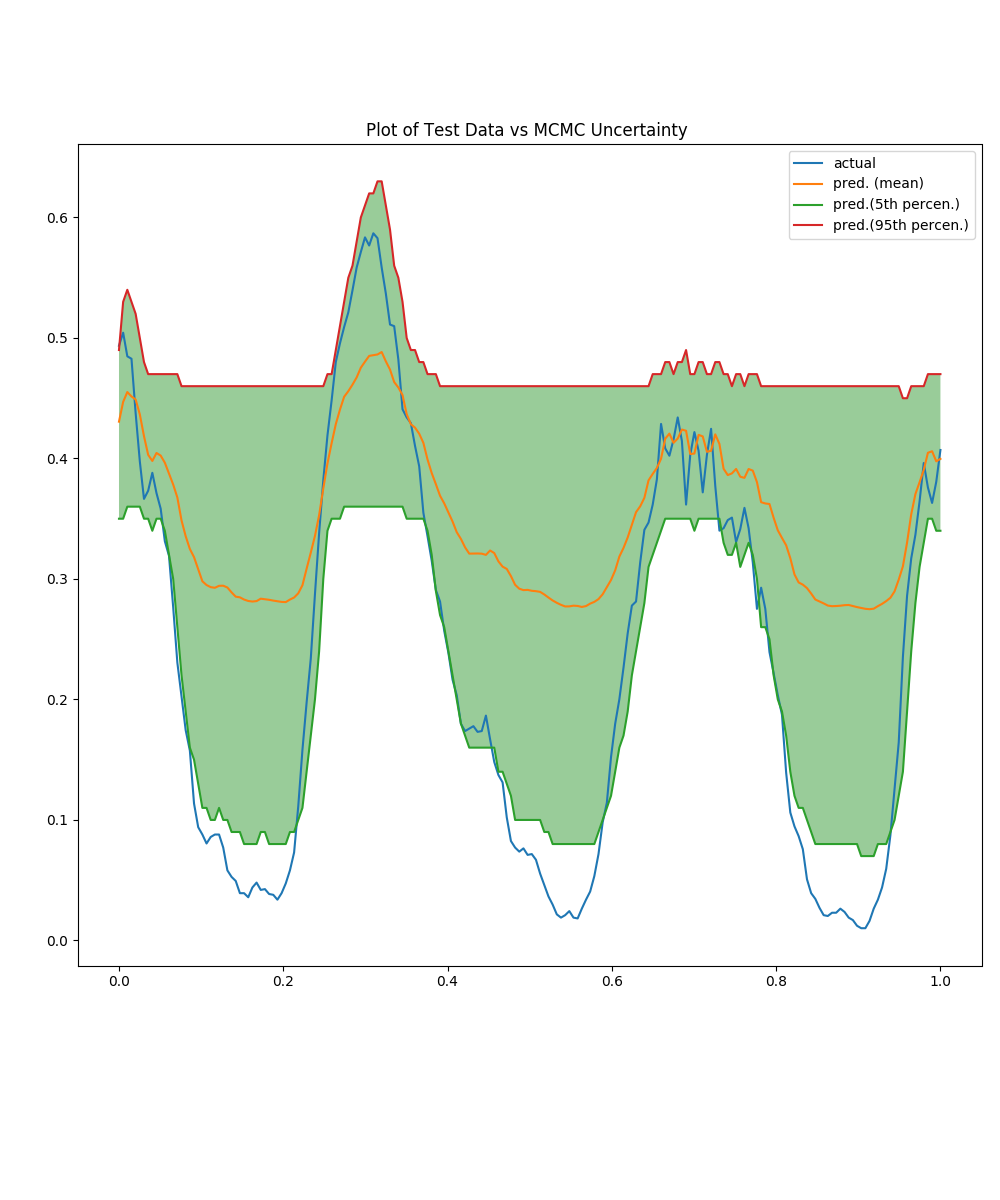 Plot of Test Data vs MCMC Uncertainty
actual
pred. (mean)
pred.(5th percen.)
pred.(95th percen.)
0.6
0.5
0.4
0.3
0.2
0.1
0.0
0.0 0.2 0.4 0.6 0.8 1.0